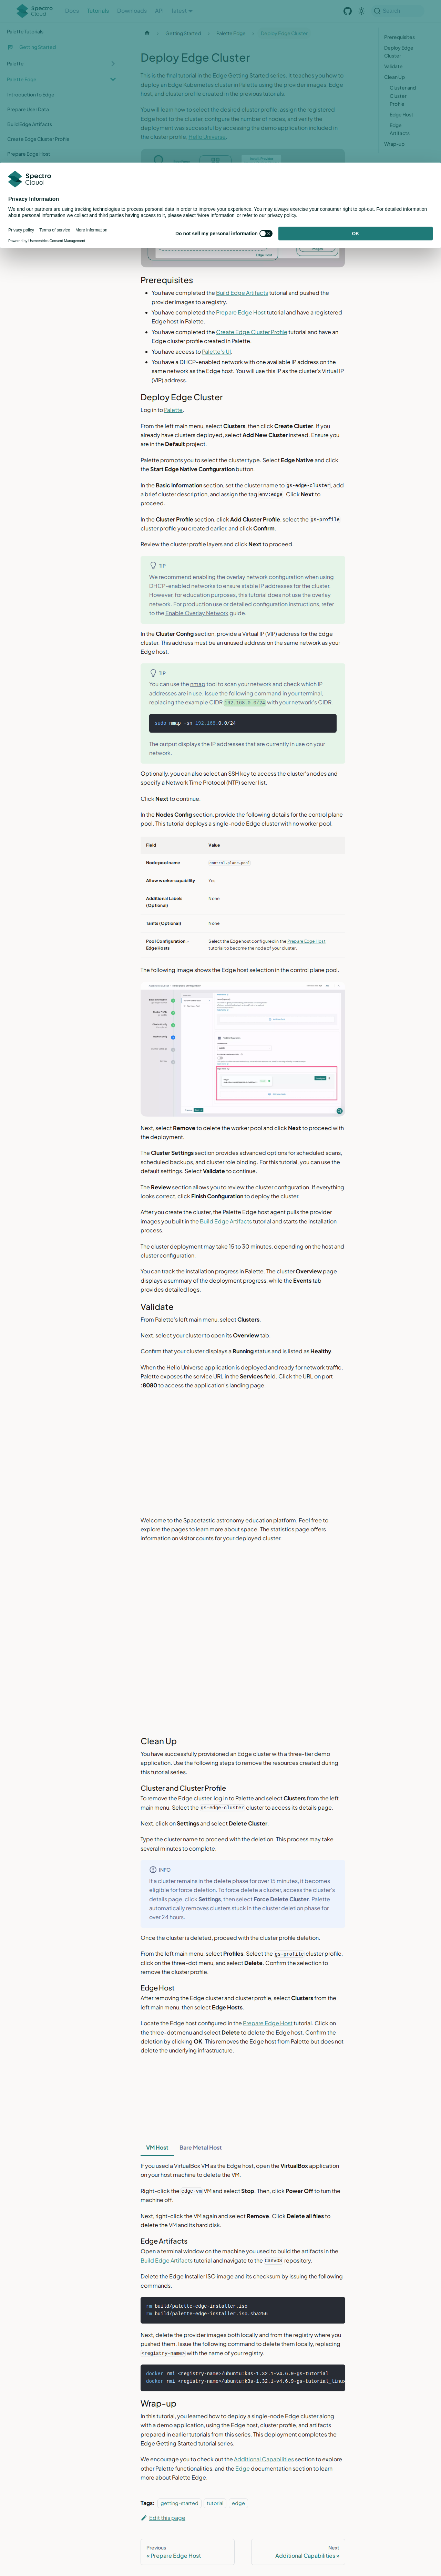 Spectro Cloud
Docs
Tutorials
Downloads
API
latest
Search
Palette Tutorials
Getting Started
Palette
Palette Edge
Introduction to Edge
Prepare User Data
Build Edge Artifacts
Create Edge Cluster Profile
Prepare Edge Host
Getting Started
Palette Edge
Deploy Edge Cluster
Deploy Edge Cluster
This is the final tutorial in the Edge Getting Started series. It teaches you how to
deploy an Edge Kubernetes cluster in Palette using the provider images, Edge
host, and cluster profile created in the previous tutorials.
You will learn how to select the desired cluster profile, assign the registered Edge
host to the cluster, configure the number of nodes, and verify the deployment
was successful by accessing the demo application included in
the cluster profile, Hello Universe.
Prerequisites
Deploy Edge
Cluster
Validate
Clean Up
Cluster and
Cluster
Profile
Edge Host
Edge
Artifacts
Wrap-up
Spectro Cloud
Privacy Information
We and our partners are using tracking technologies to process personal data in order to improve your experience. You may always exercise your consumer right to opt-out. For detailed information
about personal information we collect and third parties having access to it, please select 'More Information' or refer to our privacy policy.
Privacy policy
Terms of service
More Information
Powered by Usercentrics Consent Management
Do not sell my personal information
OK
Edge Host
Prerequisites
You have completed the Build Edge Artifacts tutorial and pushed the
provider images to a registry.
You have completed the Prepare Edge Host tutorial and have a registered
Edge host in Palette.
You have completed the Create Edge Cluster Profile tutorial and have an
Edge cluster profile created in Palette.
You have access to Palette's UI.
You have a DHCP-enabled network with one available IP address on the
same network as the Edge host. You will use this IP as the cluster's Virtual IP
(VIP) address.
Deploy Edge Cluster
Log in to Palette.
From the left main menu, select Clusters, then click Create Cluster. If you
already have clusters deployed, select Add New Cluster instead. Ensure you
are in the Default project.
Palette prompts you to select the cluster type. Select Edge Native and click
the Start Edge Native Configuration button.
In the Basic Information section, set the cluster name to gs-edge-cluster, add
a brief cluster description, and assign the tag env:edge. Click Next to
proceed.
In the Cluster Profile section, click Add Cluster Profile, select the gs-profile
cluster profile you created earlier, and click Confirm.
Review the cluster profile layers and click Next to proceed.
TIP
We recommend enabling the overlay network configuration when using
DHCP-enabled networks to ensure stable IP addresses for the cluster.
However, for education purposes, this tutorial does not use the overlay
network. For production use or detailed configuration instructions, refer
to the Enable Overlay Network guide.
In the Cluster Config section, provide a Virtual IP (VIP) address for the Edge
cluster. This address must be an unused address on the same network as your
Edge host.
TIP
You can use the nmap tool to scan your network and check which IP
addresses are in use. Issue the following command in your terminal,
replacing the example CIDR 192.168.0.0/24 with your network's CIDR.
sudo nmap -sn 192.168.0.0/24
The output displays the IP addresses that are currently in use on your
network.
Optionally, you can also select an SSH key to access the cluster's nodes and
specify a Network Time Protocol (NTP) server list.
Click Next to continue.
In the Nodes Config section, provide the following details for the control plane
pool. This tutorial deploys a single-node Edge cluster with no worker pool.
Field
Value
Node pool name
control-plane-pool
Allow worker capability
Yes
Additional Labels
(Optional)
None
Taints (Optional)
None
Pool Configuration >
Edge Hosts
Select the Edge host configured in the Prepare Edge Host
tutorial to become the node of your cluster.
The following image shows the Edge host selection in the control plane pool.
Next, select Remove to delete the worker pool and click Next to proceed with
the deployment.
The Cluster Settings section provides advanced options for scheduled scans,
scheduled backups, and cluster role binding. For this tutorial, you can use the
default settings. Select Validate to continue.
The Review section allows you to review the cluster configuration. If everything
looks correct, click Finish Configuration to deploy the cluster.
After you create the cluster, the Palette Edge host agent pulls the provider
images you built in the Build Edge Artifacts tutorial and starts the installation
process.
The cluster deployment may take 15 to 30 minutes, depending on the host and
cluster configuration.
You can track the installation progress in Palette. The cluster Overview page
displays a summary of the deployment progress, while the Events tab
provides detailed logs.
Validate
From Palette's left main menu, select Clusters.
Next, select your cluster to open its Overview tab.
Confirm that your cluster displays a Running status and is listed as Healthy.
When the Hello Universe application is deployed and ready for network traffic,
Palette exposes the service URL in the Services field. Click the URL on port
:8080 to access the application's landing page.
Welcome to the Spacetastic astronomy education platform. Feel free to
explore the pages to learn more about space. The statistics page offers
information on visitor counts for your deployed cluster.
Clean Up
You have successfully provisioned an Edge cluster with a three-tier demo
application. Use the following steps to remove the resources created during
this tutorial series.
Cluster and Cluster Profile
To remove the Edge cluster, log in to Palette and select Clusters from the left
main menu. Select the gs-edge-cluster cluster to access its details page.
Next, click on Settings and select Delete Cluster.
Type the cluster name to proceed with the deletion. This process may take
several minutes to complete.
INFO
If a cluster remains in the delete phase for over 15 minutes, it becomes
eligible for force deletion. To force delete a cluster, access the cluster's
details page, click Settings, then select Force Delete Cluster. Palette
automatically removes clusters stuck in the cluster deletion phase for
over 24 hours.
Once the cluster is deleted, proceed with the cluster profile deletion.
From the left main menu, select Profiles. Select the gs-profile cluster profile,
click on the three-dot menu, and select Delete. Confirm the selection to
remove the cluster profile.
Edge Host
After removing the Edge cluster and cluster profile, select Clusters from the
left main menu, then select Edge Hosts.
Locate the Edge host configured in the Prepare Edge Host tutorial. Click on
the three-dot menu and select Delete to delete the Edge host. Confirm the
deletion by clicking OK. This removes the Edge host from Palette but does not
delete the underlying infrastructure.
VM Host
Bare Metal Host
If you used a VirtualBox VM as the Edge host, open the VirtualBox application
on your host machine to delete the VM.
Right-click the edge-vm VM and select Stop. Then, click Power Off to turn the
machine off.
Next, right-click the VM again and select Remove. Click Delete all files to
delete the VM and its hard disk.
Edge Artifacts
Open a terminal window on the machine you used to build the artifacts in the
Build Edge Artifacts tutorial and navigate to the CanvOS repository.
Delete the Edge Installer ISO image and its checksum by issuing the following
commands.
rm build/palette-edge-installer.iso
rm build/palette-edge-installer.iso.sha256
Next, delete the provider images both locally and from the registry where you
pushed them. Issue the following command to delete them locally, replacing
<registry-name> with the name of your registry.
docker rmi <registry-name>/ubuntu:k3s-1.32.1-v4.6.9-gs-tutorial
docker rmi <registry-name>/ubuntu:k3s-1.32.1-v4.6.9-gs-tutorial_linux
Wrap-up
In this tutorial, you learned how to deploy a single-node Edge cluster along
with a demo application, using the Edge host, cluster profile, and artifacts
prepared in earlier tutorials from this series. This deployment completes the
Edge Getting Started tutorial series.
We encourage you to check out the Additional Capabilities section to explore
other Palette functionalities, and the Edge documentation section to learn
more about Palette Edge.
Tags:
getting-started
tutorial
edge
Edit this page
Previous
« Prepare Edge Host
Next
Additional Capabilities »